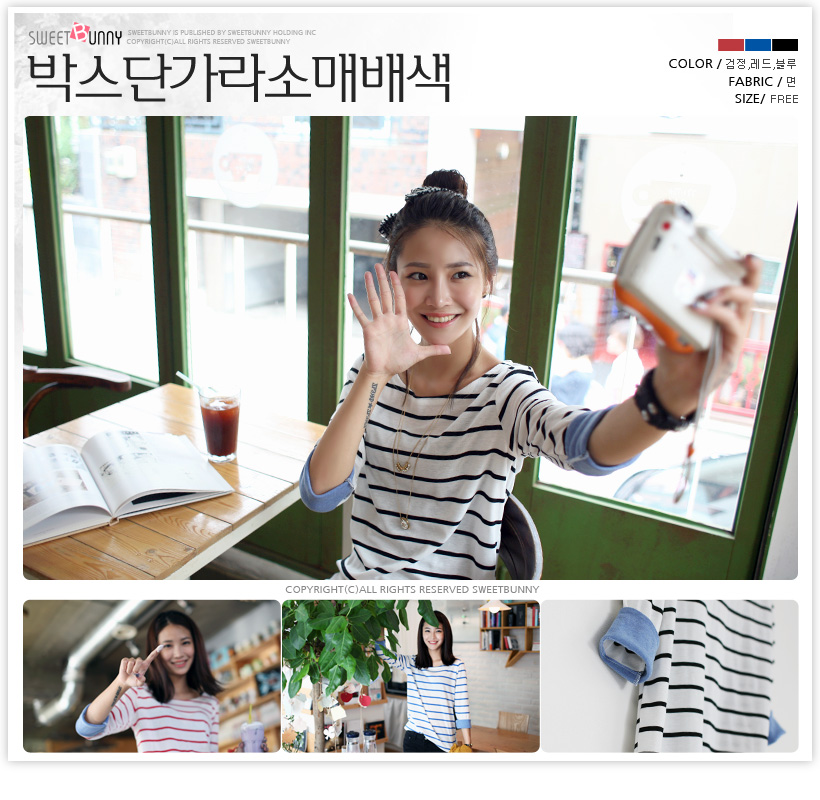 SWEETBUNNY
SWEETBUNNY IS PUBLISHED BY SWEETBUNNY HOLDING INC
COPYRIGHT(C)ALL RIGHTS RESERVED SWEETBUNNY
박스단가라소매배색
COLOR / 검정,레드,블루
FABRIC / 면
SIZE/ FREE
COPYRIGHT(C)ALL RIGHTS RESERVED SWEETBUNNY